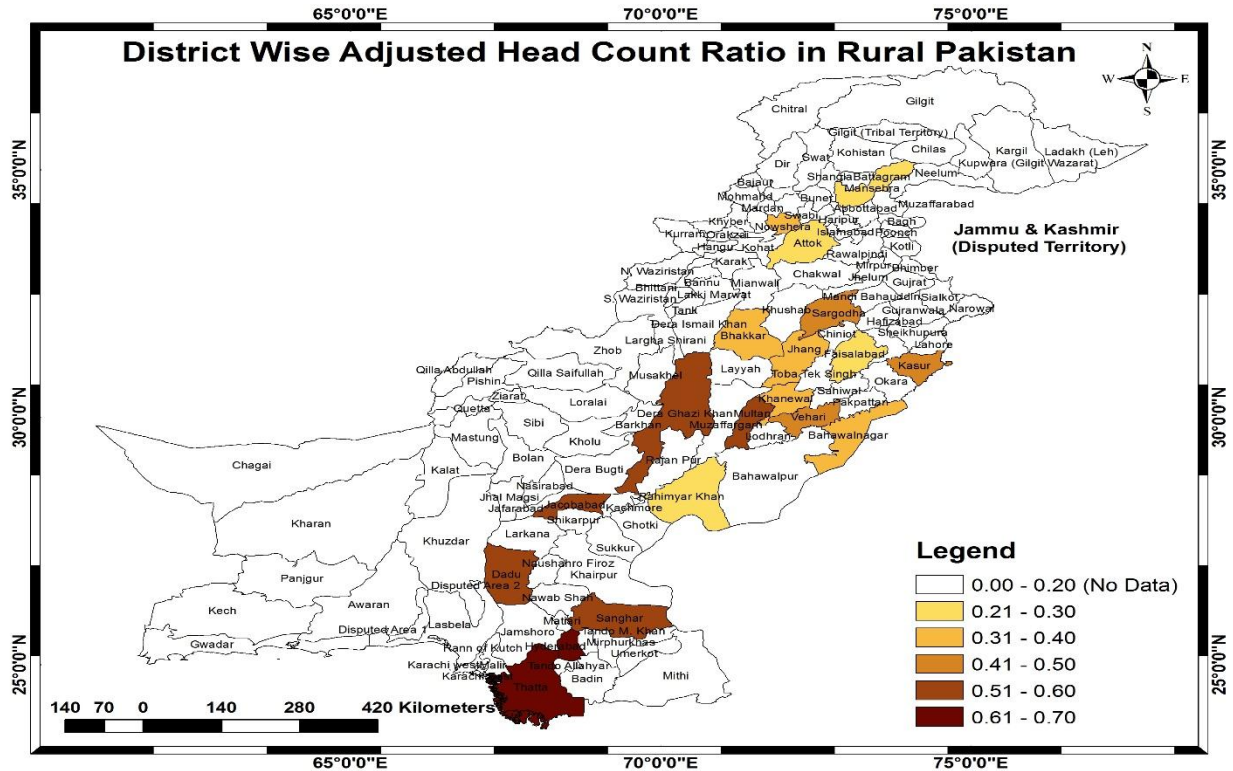 65°0'0"E 70°0'0"E 75°0'0"E
District Wise Adjusted Head Count Ratio in Rural Pakistan
N
W E
S
Gilgit
Chitral
Gilgit (Tribal Territory)
Swat Kohistan Chilas Kargil Ladakh (Leh)
Dir Kupwara (Gilgit Wazarat)
35°0'0"N 35°0'0"N
Shangla Battagram Neelum
Bajaur Mansehra
Mohmand Buner Muzaffarabad
Mardan Abbottabad
Khyber Swabi Haripur Bagh
Nowshera Islamabad Poonch
Kurram Orakzai Attok
Hangu Kohat Kotli
Jammu & Kashmir
(Disputed Territory)
Karak Rawalpindi
Mirpur Bhimber
N. Waziristan Chakwal Jhelum
Bannu Mianwali Gujrat
Bhittani
S. Waziristan Lakki Marwat Mandi Bahauddin Sialkot
Tank Khushab Sargodha Gujranwala Narowal
Dera Ismail Khan Hafizabad
Bhakkar Chiniot Sheikhupura
Largha Shirani Jhang Lahore
Zhob Faisalabad
Qilla Abdullah Qilla Saifullah Musakhel Layyah Toba Tek Singh Kasur
Pishin Okara
Ziarat Sahiwal
Loralai Khanewal Pakpattan
30°0'0"N 30°0'0"N
Quetta Dera Ghazi Khan Multan Vehari
Sibi Barkhan Muzaffargarh
Mastung Kholu Lodhran Bahawalnagar
Bolan Rajan Pur
Chagai Kalat Dera Bugti Bahawalpur
Nasirabad
Jhal Magsi Jacobabad Rahimyar Khan
Jafarabad Kashmore
Kharan Shikarpur Ghotki
Khuzdar Larkana
Sukkur
Naushahro Firoz
Panjgur Dadu Khairpur
Disputed Area 2
Kech Awaran Nawab Shah
Lasbela Sanghar
Disputed Area 1 Matiari
Jamshoro Tando M. Khan
Gwadar Rann of Kutch Hyderabad Mirpurkhas
Umerkot
25°0'0"N 25°0'0"N
Karachi west Malir Tando Allahyar
Karachi Badin Mithi
Thatta
Legend
0.00 - 0.20 (No Data)
0.21 - 0.30
0.31 - 0.40
0.41 - 0.50
0.51 - 0.60
0.61 - 0.70
140 70 0 140 280 420 Kilometers
65°0'0"E 70°0'0"E 75°0'0"E